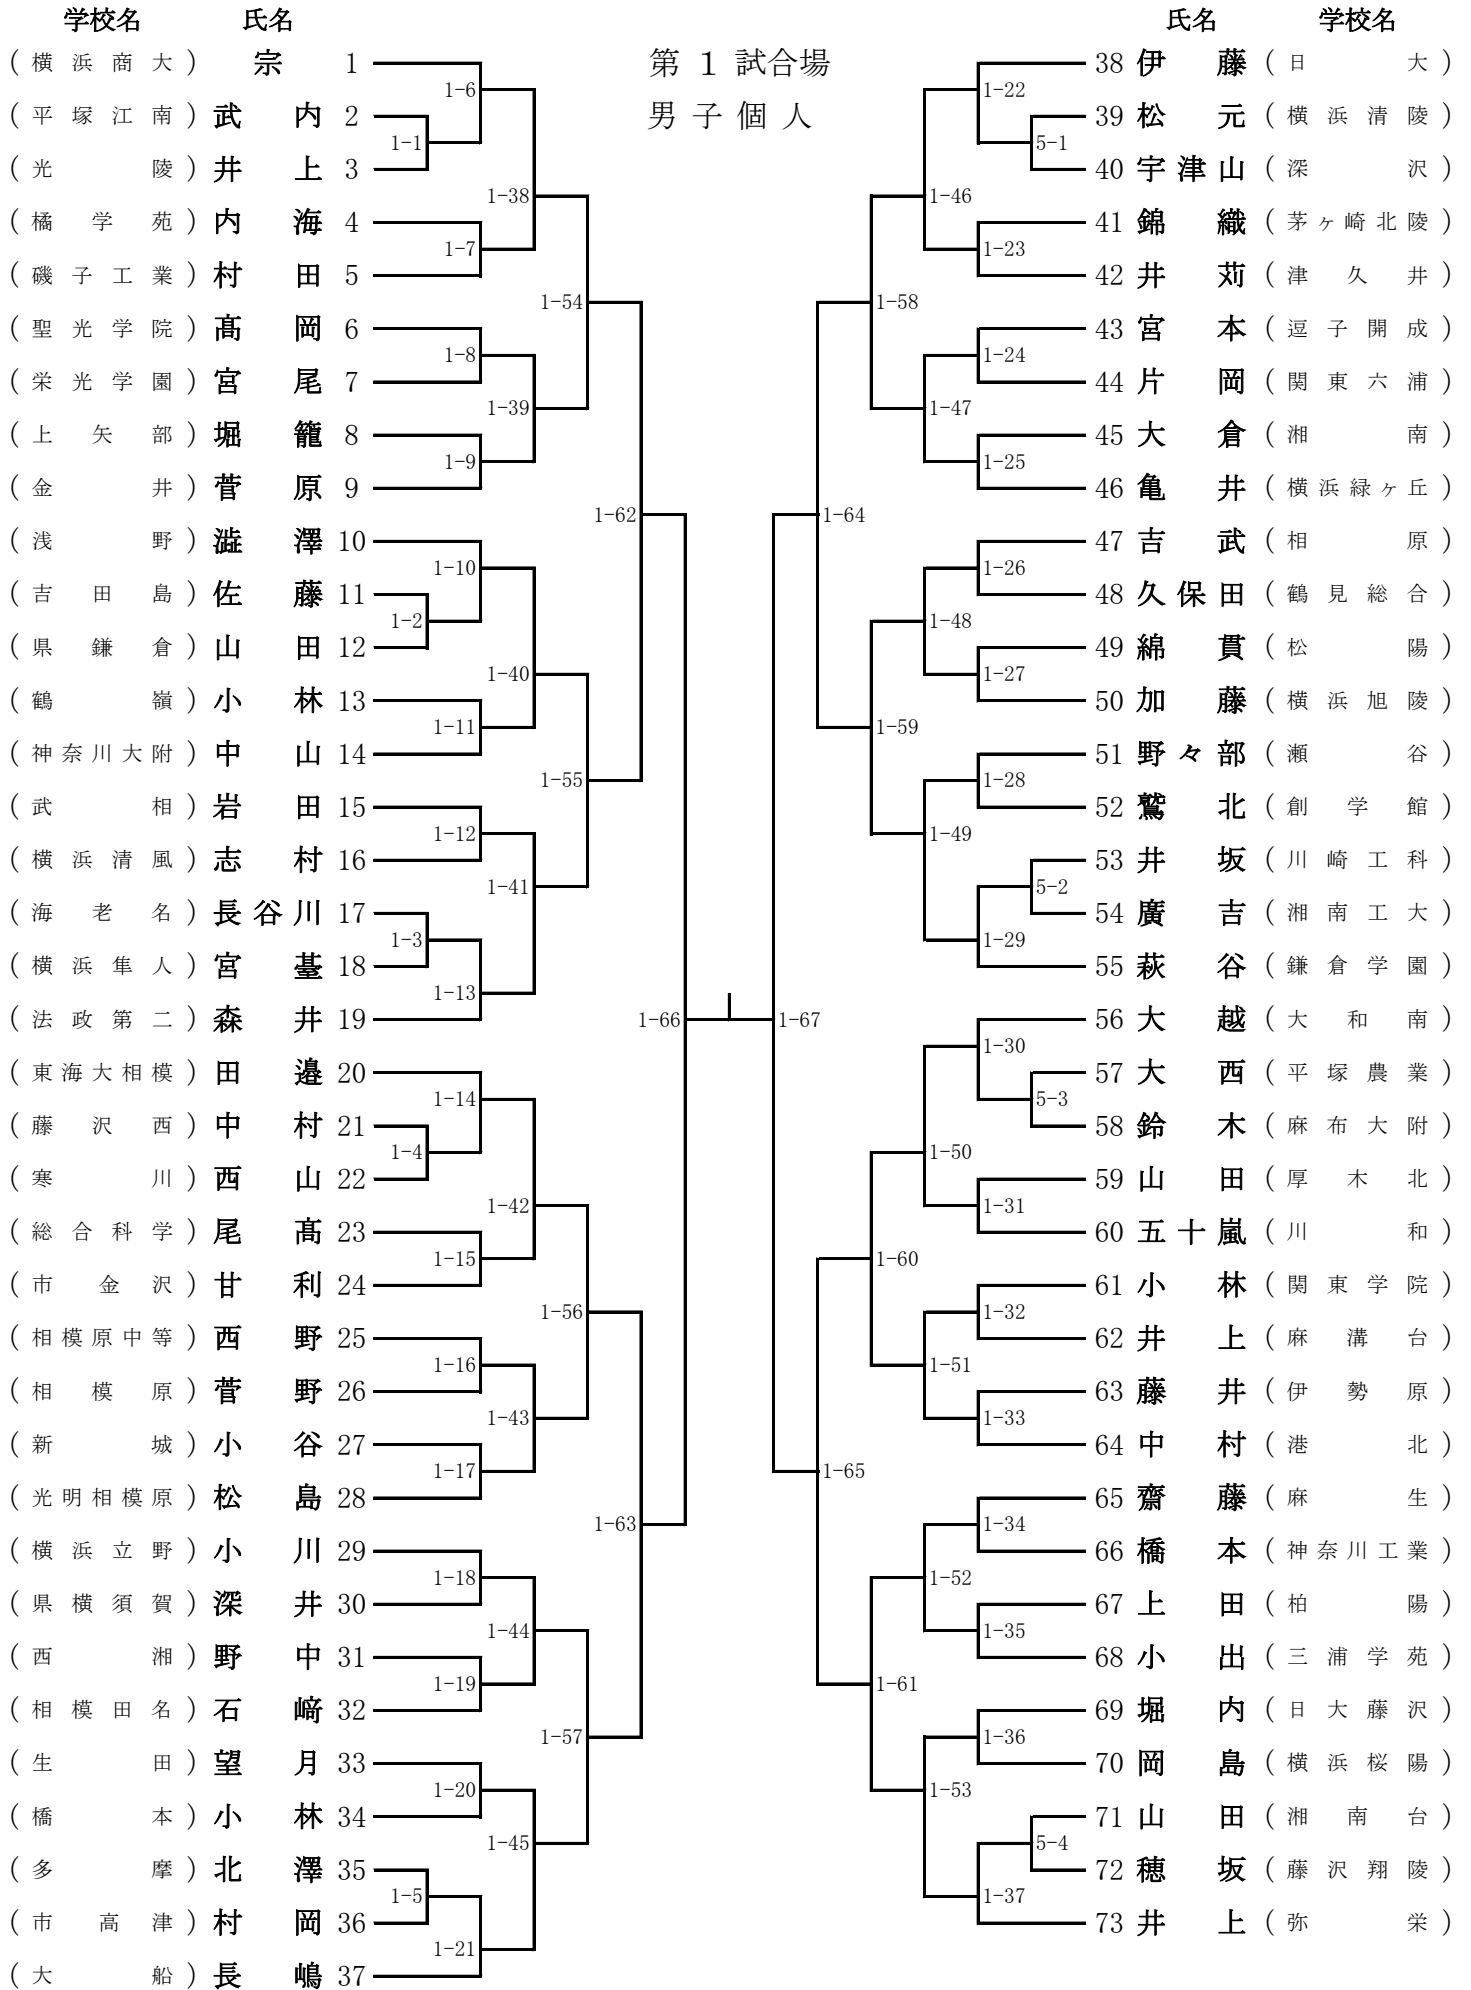 学校名 氏名
第 1 試合場
男子個人
氏名 学校名
(横浜商大) 宗 1
(平塚江南) 武内 2
(光陵) 井上 3
(橘学苑) 内海 4
(磯子工業) 村田 5
(聖光学院) 髙岡 6
(栄光学園) 宮尾 7
(上矢部) 堀籠 8
(金井) 菅原 9
(浅野) 澁澤 10
(吉田島) 佐藤 11
(県鎌倉) 山田 12
(鶴嶺) 小林 13
(神奈川大附) 中山 14
(武相) 岩田 15
(横浜清風) 志村 16
(海老名) 長谷川 17
(横浜隼人) 宮䑓 18
(法政第二) 森井 19
(東海大相模) 田邉 20
(藤沢西) 中村 21
(寒川) 西山 22
(総合科学) 尾髙 23
(市金沢) 甘利 24
(相模原中等) 西野 25
(相模原) 菅野 26
(新城) 小谷 27
(光明相模原) 松島 28
(横浜立野) 小川 29
(県横須賀) 深井 30
(西湘) 野中 31
(相模田名) 石﨑 32
(生田) 望月 33
(橋本) 小林 34
(多摩) 北澤 35
(市高津) 村岡 36
(大船) 長嶋 37
1-1
1-2
1-3
1-4
1-5
1-6
1-7
1-8
1-9
1-10
1-11
1-12
1-13
1-14
1-15
1-16
1-17
1-18
1-19
1-20
1-21
1-38
1-39
1-40
1-41
1-42
1-43
1-44
1-45
1-54
1-55
1-56
1-57
1-62
1-63
1-66
1-67
1-64
1-65
1-58
1-59
1-60
1-61
1-46
1-47
1-48
1-49
1-50
1-51
1-52
1-53
1-22
1-23
1-24
1-25
1-26
1-27
1-28
1-29
1-30
1-31
1-32
1-33
1-34
1-35
1-36
1-37
5-1
5-2
5-3
5-4
38 伊藤 (日大)
39 松元 (横浜清陵)
40 宇津山 (深沢)
41 錦織 (茅ヶ崎北陵)
42 井苅 (津久井)
43 宮本 (逗子開成)
44 片岡 (関東六浦)
45 大倉 (湘南)
46 亀井 (横浜緑ヶ丘)
47 吉武 (相原)
48 久保田 (鶴見総合)
49 綿貫 (松陽)
50 加藤 (横浜旭陵)
51 野々部 (瀬谷)
52 鷲北 (創学館)
53 井坂 (川崎工科)
54 廣吉 (湘南工大)
55 萩谷 (鎌倉学園)
56 大越 (大和南)
57 大西 (平塚農業)
58 鈴木 (麻布大附)
59 山田 (厚木北)
60 五十嵐 (川和)
61 小林 (関東学院)
62 井上 (麻溝台)
63 藤井 (伊勢原)
64 中村 (港北)
65 齋藤 (麻生)
66 橋本 (神奈川工業)
67 上田 (柏陽)
68 小出 (三浦学苑)
69 堀内 (日大藤沢)
70 岡島 (横浜桜陽)
71 山田 (湘南台)
72 穂坂 (藤沢翔陵)
73 井上 (弥栄)